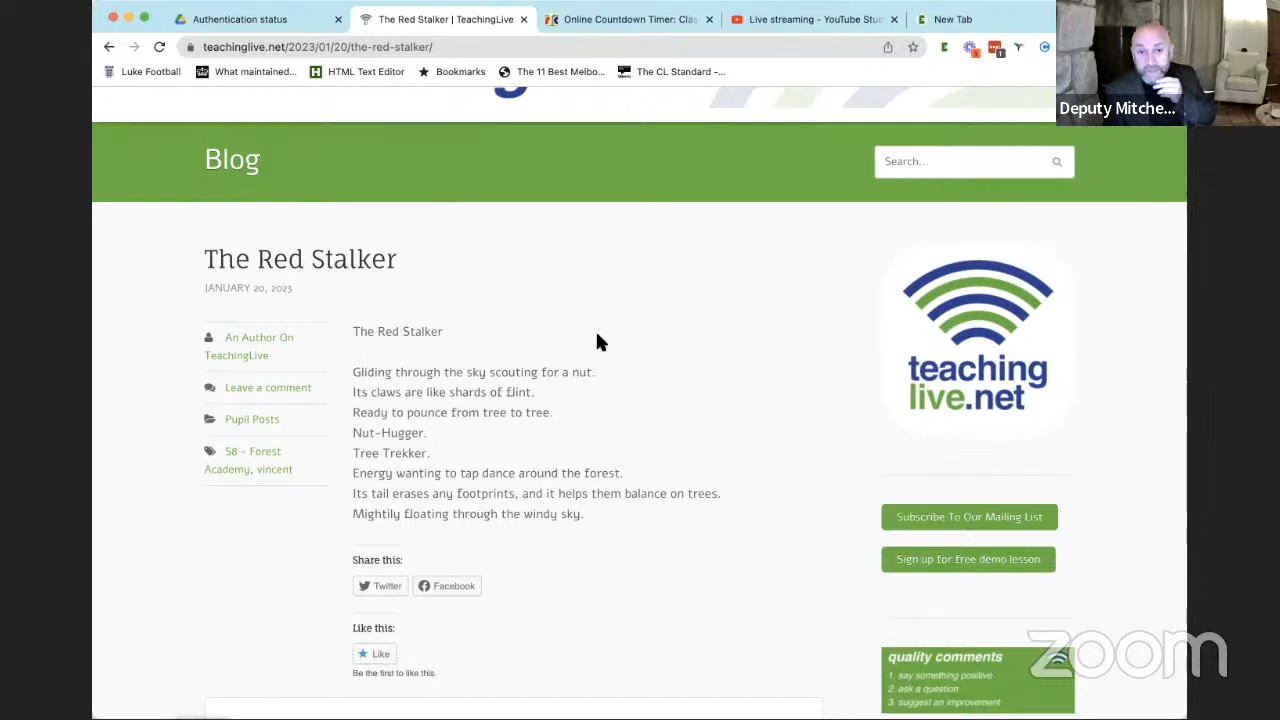 Authentication status
The Red Stalker | TeachingLive
Online Countdown Timer: Clas
Live streaming - YouTube Stud
New Tab
teachinglive.net/2023/01/20/the-red-stalker/
3
1
Luke Football
What maintained...
HTML Text Editor
Bookmarks
The 11 Best Melbo...
The CL Standard -...
Deputy Mitche...
Blog
Search...
The Red Stalker
JANUARY 20, 2023
An Author On
TeachingLive
Leave a comment
Pupil Posts
58 - Forest
Academy, vincent
The Red Stalker
Gliding through the sky scouting for a nut.
Its claws are like shards of flint.
Ready to pounce from tree to tree.
Nut-Hugger.
Tree Trekker.
Energy wanting to tap dance around the forest.
Its tail erases any footprints, and it helps them balance on trees.
Mightily floating through the windy sky.
Share this:
Twitter
Facebook
Like this:
Like
Be the first to like this.
teaching
live.net
Subscribe To Our Mailing List
Sign up for free demo lesson
quality comments
1. say something positive
2. ask a question
3. suggest an improvement
zoom